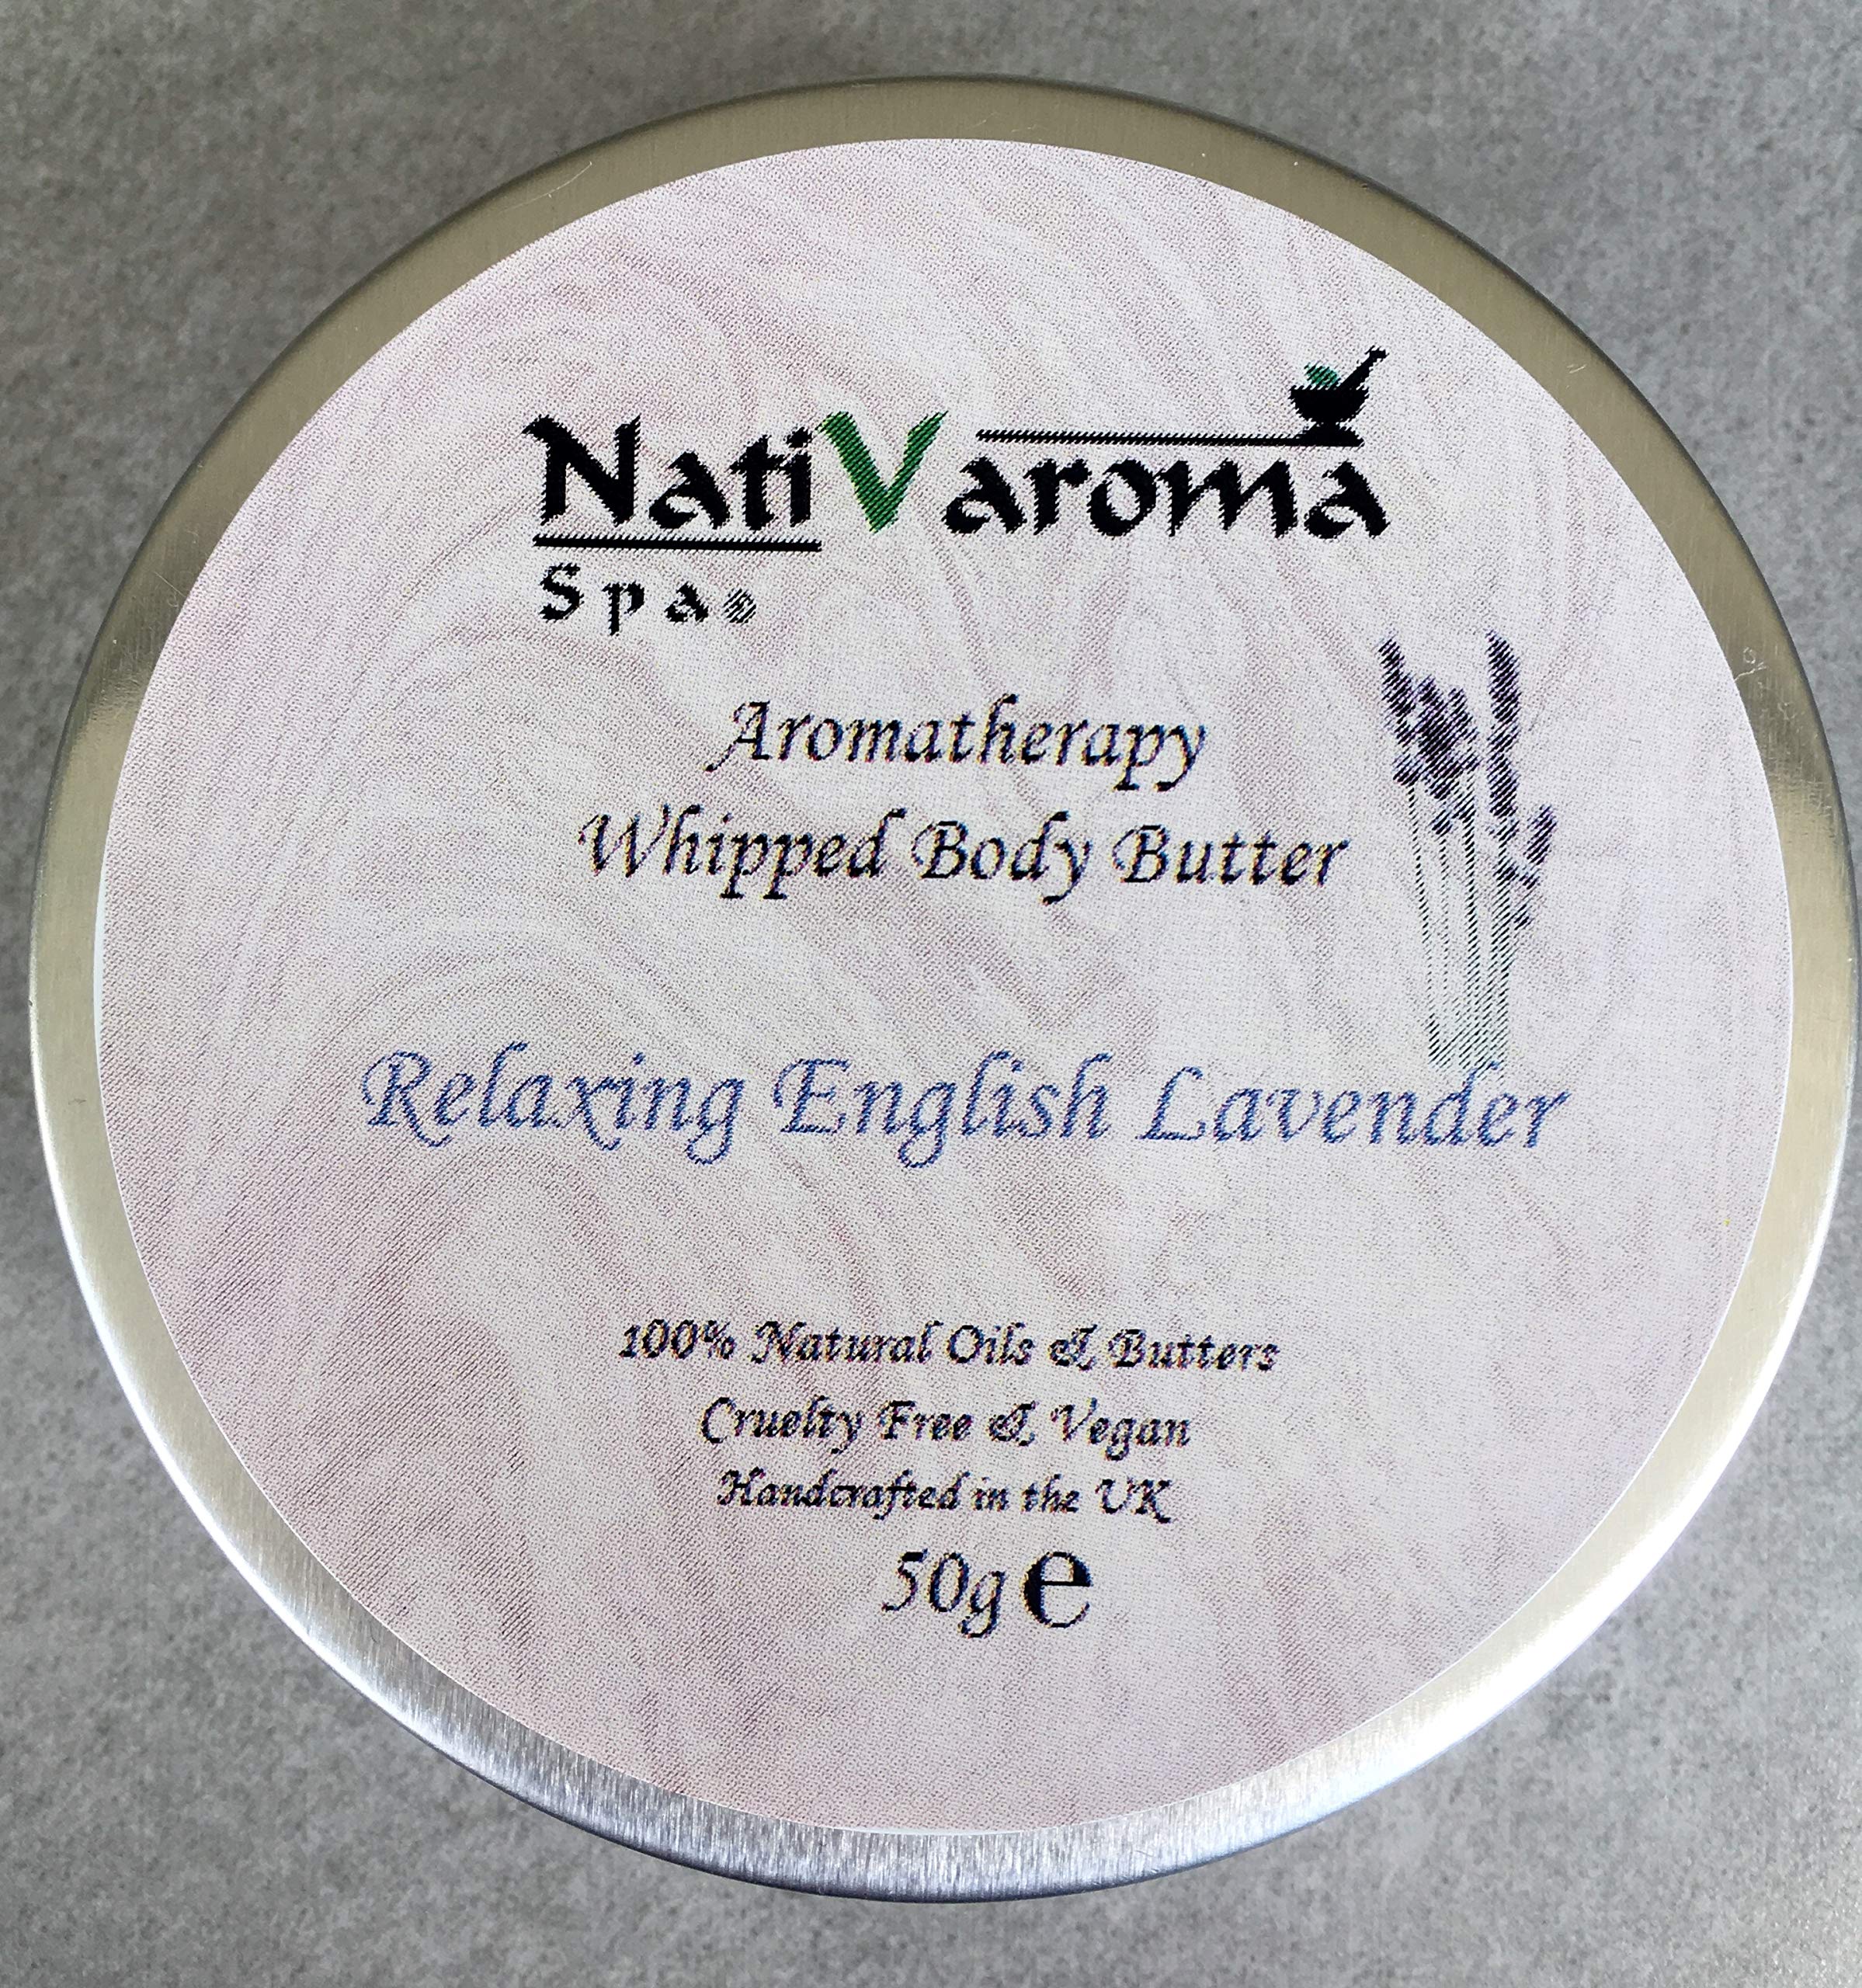 NatiVaroma
Spa®
Aromatherapy
Whipped Body Butter
Relaxing English Lavender
100% Natural Oils & Butters
Cruelty Free & Vegan
Handcrafted in the UK
50g e